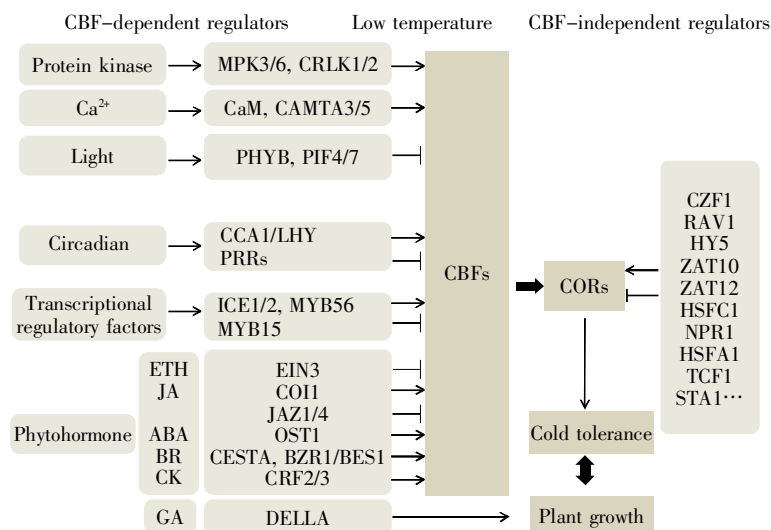 CBF-dependent regulators
Low temperature
CBF-independent regulators
Protein kinase
MPK3/6, CRLK1/2
Ca²⁺
CaM, CAMTA3/5
Light
PHYB, PIF4/7
Circadian
CCA1/LHY
PRRs
Transcriptional
regulatory factors
ICE1/2, MYB56
MYB15
Phytohormone
ETH
JA
ABA
BR
CK
EIN3
COI1
JAZ1/4
OST1
CESTA, BZR1/BES1
CRF2/3
GA
DELLA
CBFs
CORs
Cold tolerance
Plant growth
CZF1
RAV1
HY5
ZAT10
ZAT12
HSFC1
NPR1
HSFA1
TCF1
STA1⋯